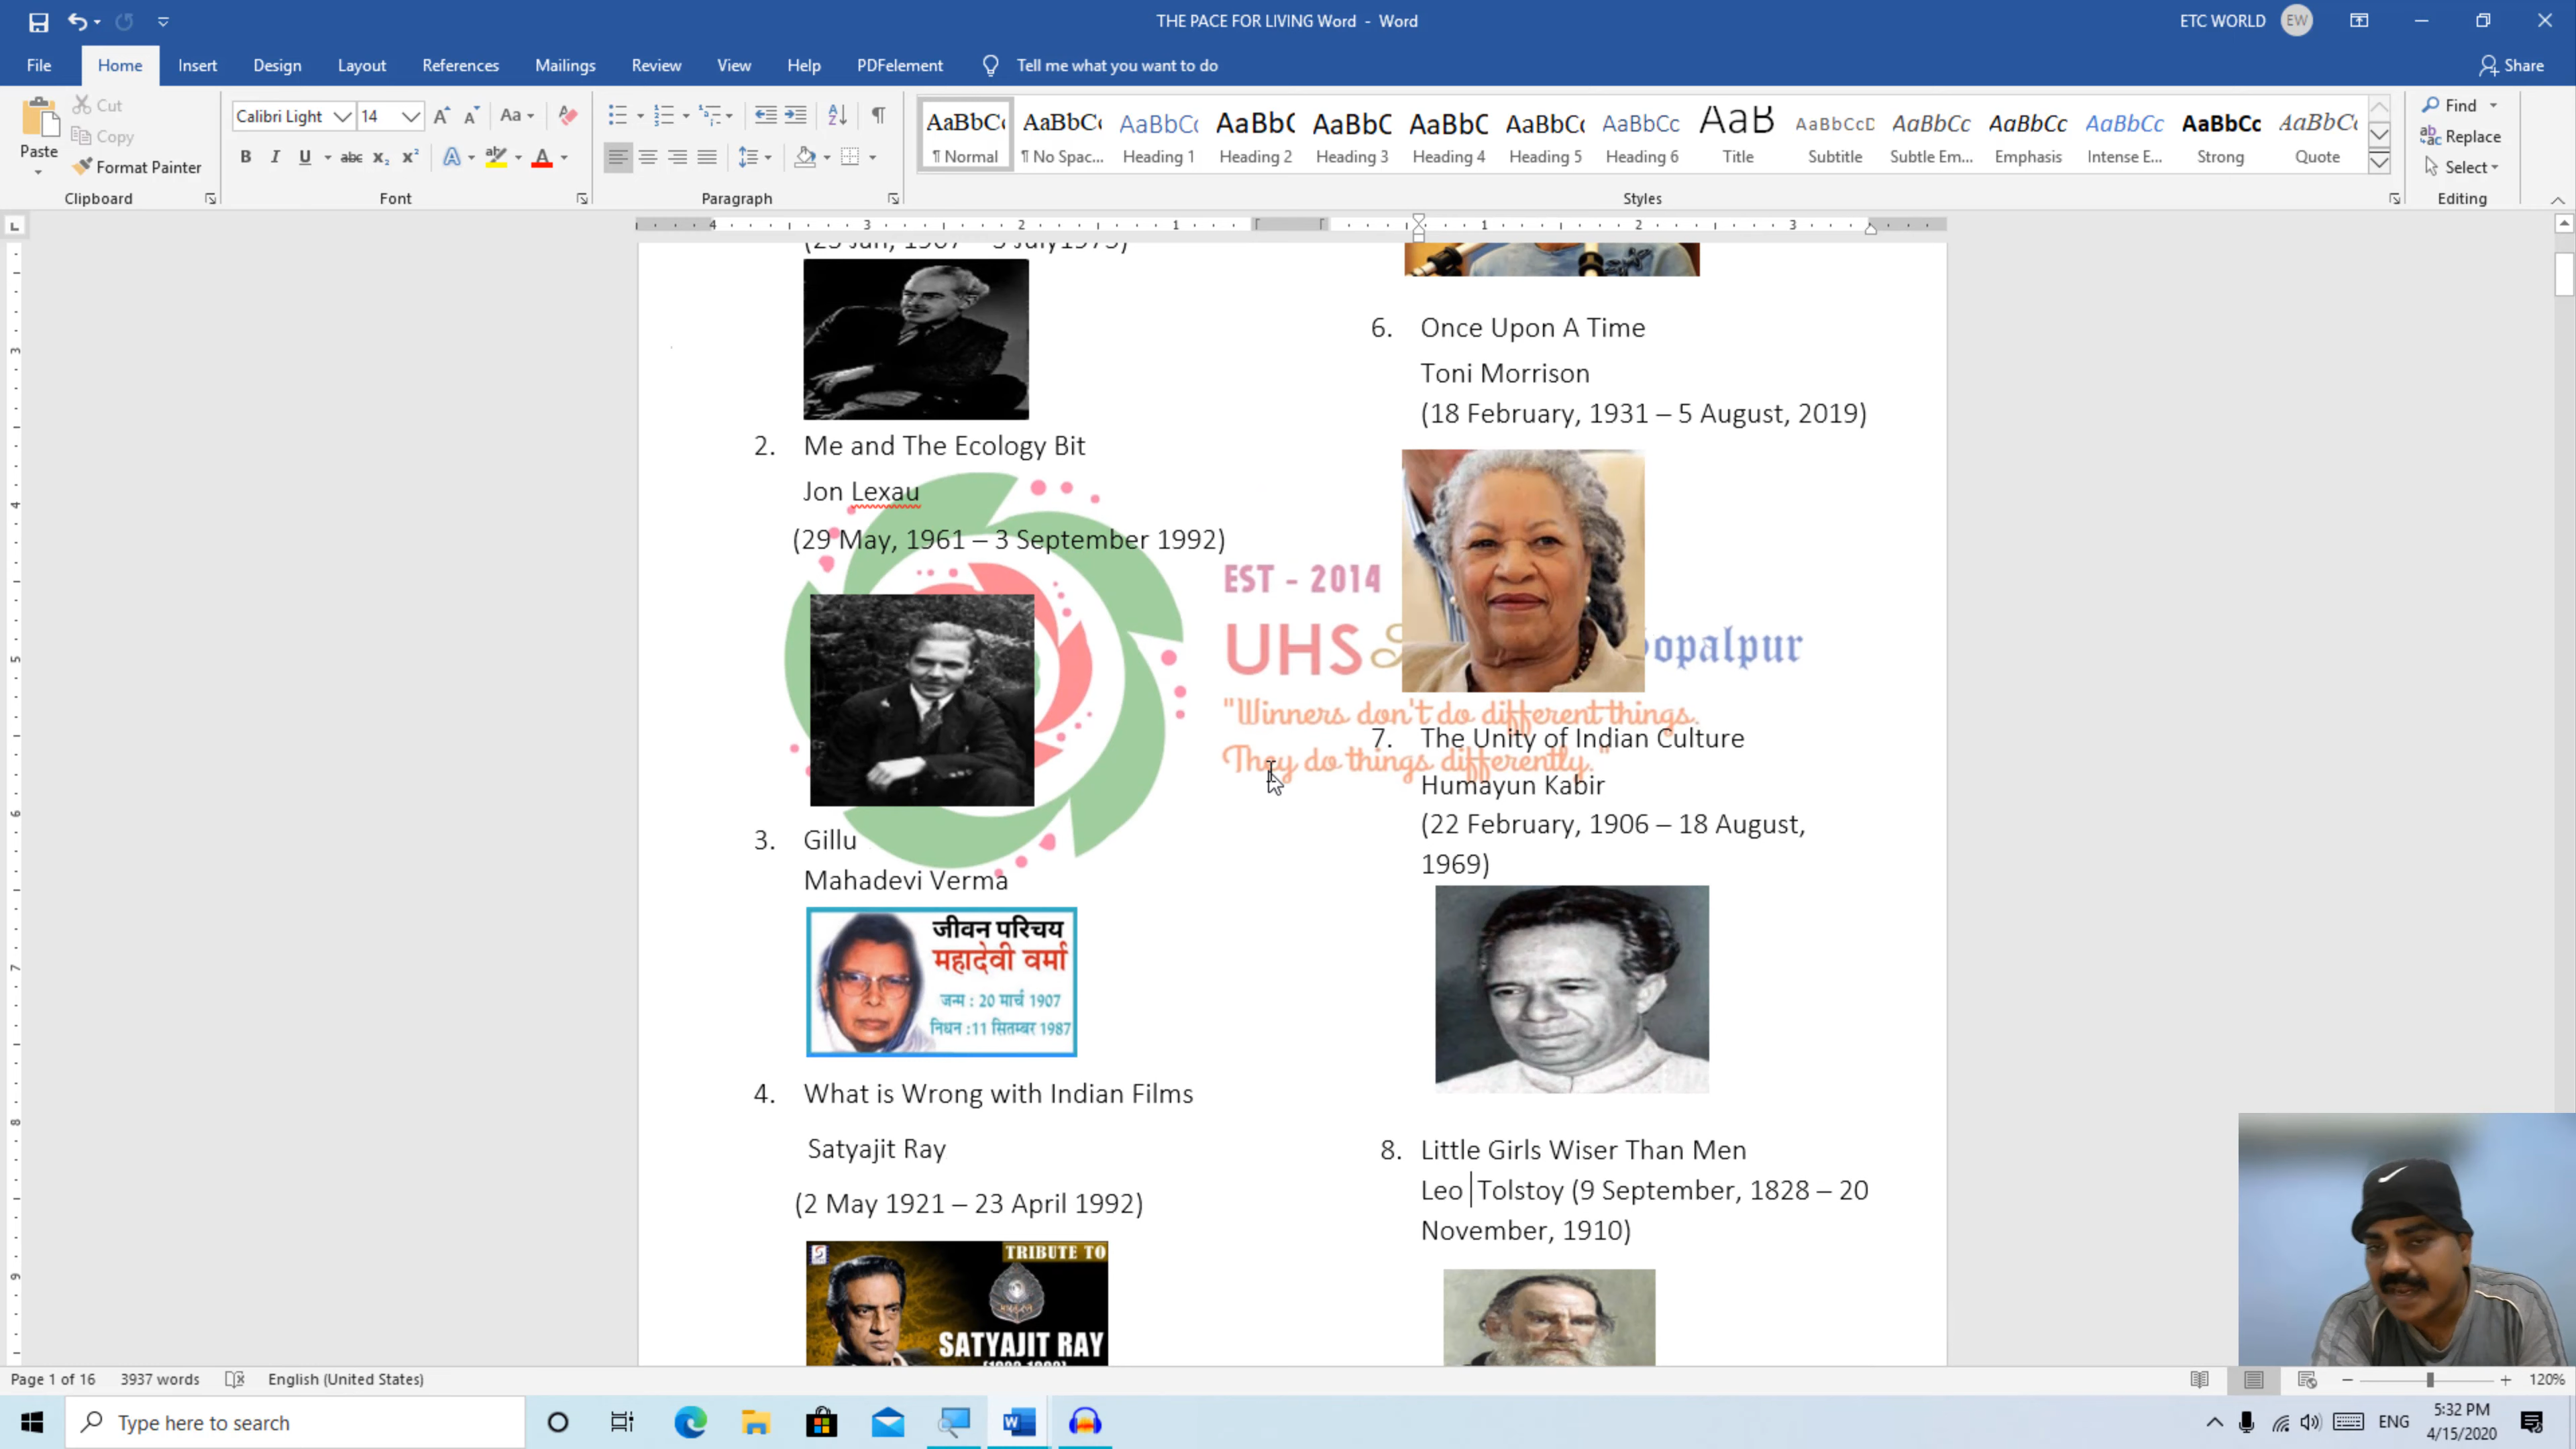 THE PACE FOR LIVING Word - Word
ETC WORLD
EW
File
Home
Insert
Design
Layout
References
Mailings
Review
View
Help
PDFelement
Tell me what you want to do
Share
Paste
Cut
Copy
Format Painter
Clipboard
Calibri Light
14
Font
Paragraph
AaBbCc
¶ Normal
¶ No Spac...
Heading 1
Heading 2
Heading 3
Heading 4
Heading 5
Heading 6
Title
Subtitle
Subtle Em...
Emphasis
Intense E...
Strong
Quote
Styles
Find
Replace
Select
Editing
2. Me and The Ecology Bit
Jon Lexau
(29 May, 1961 – 3 September 1992)
3. Gillu
Mahadevi Verma
जीवन परिचय
महादेवी वर्मा
जन्म : 20 मार्च 1907
निधन :11 सितम्बर 1987
4. What is Wrong with Indian Films
Satyajit Ray
(2 May 1921 – 23 April 1992)
TRIBUTE TO
SATYAJIT RAY
6. Once Upon A Time
Toni Morrison
(18 February, 1931 – 5 August, 2019)
EST - 2014
UHS
opalpur
"Winners don't do different things.
They do things differently."
7. The Unity of Indian Culture
Humayun Kabir
(22 February, 1906 – 18 August,
1969)
8. Little Girls Wiser Than Men
Leo Tolstoy (9 September, 1828 – 20
November, 1910)
Page 1 of 16
3937 words
English (United States)
120%
Type here to search
ENG
5:32 PM
4/15/2020